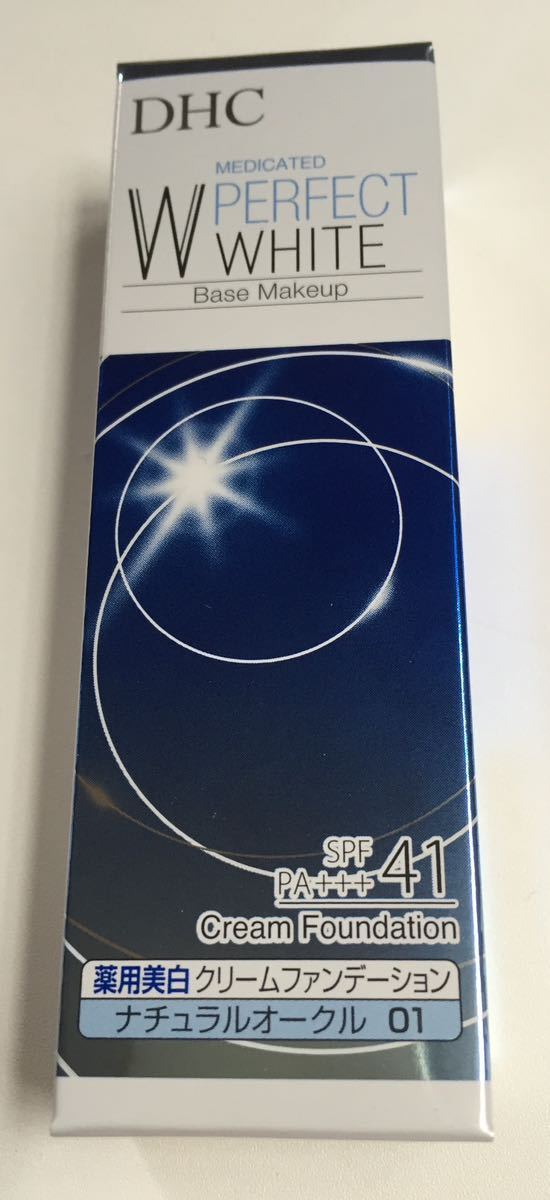 DHC
MEDICATED
W PERFECT
WHITE
Base Makeup
SPF
PA+++ 41
Cream Foundation
薬用美白 クリームファンデーション
ナチュラルオークル 01